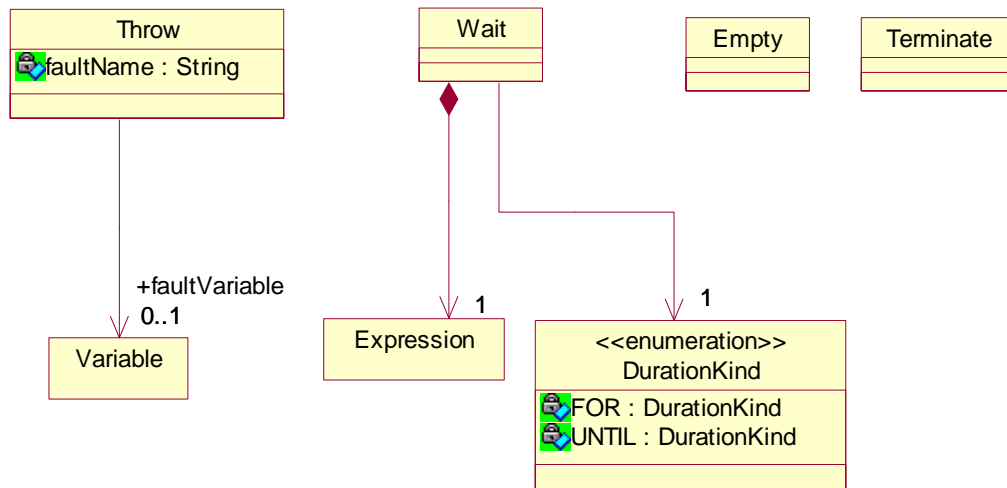 Throw
faultName : String
Wait
Empty
Terminate
+faultVariable
0..1
Variable
1
Expression
1
<<enumeration>>
DurationKind
FOR : DurationKind
UNTIL : DurationKind